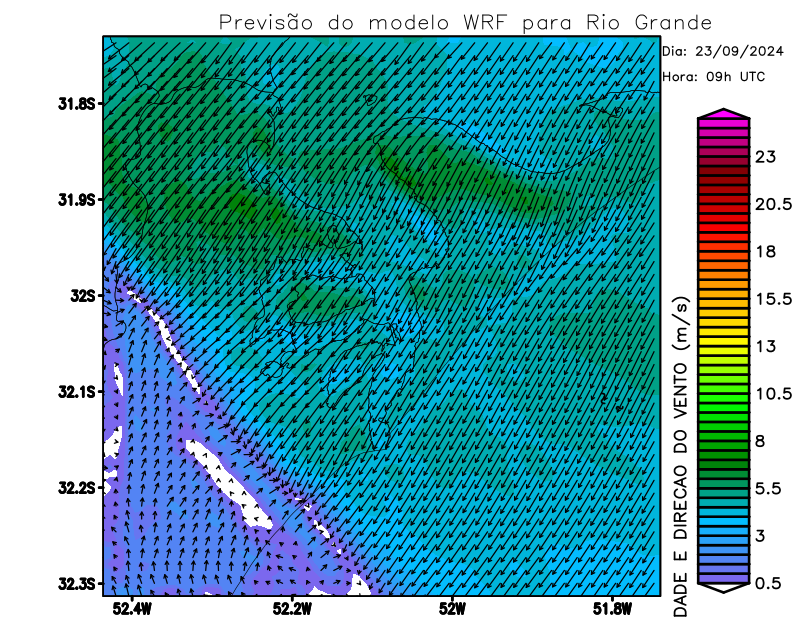 Previsão do modelo WRF para Rio Grande
Dia: 23/09/2024
Hora: 09h UTC
31.8S
31.9S
32S
32.1S
32.2S
32.3S
52.4W
52.2W
52W
51.8W
23
20.5
18
15.5
13
10.5
8
5.5
3
0.5
DADE E DIRECAO DO VENTO (m/s)